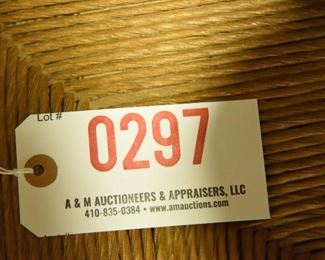 Lot #
0297
A & M AUCTIONEERS & APPRAISERS, LLC
410-835-0384 • www.amauctions.com